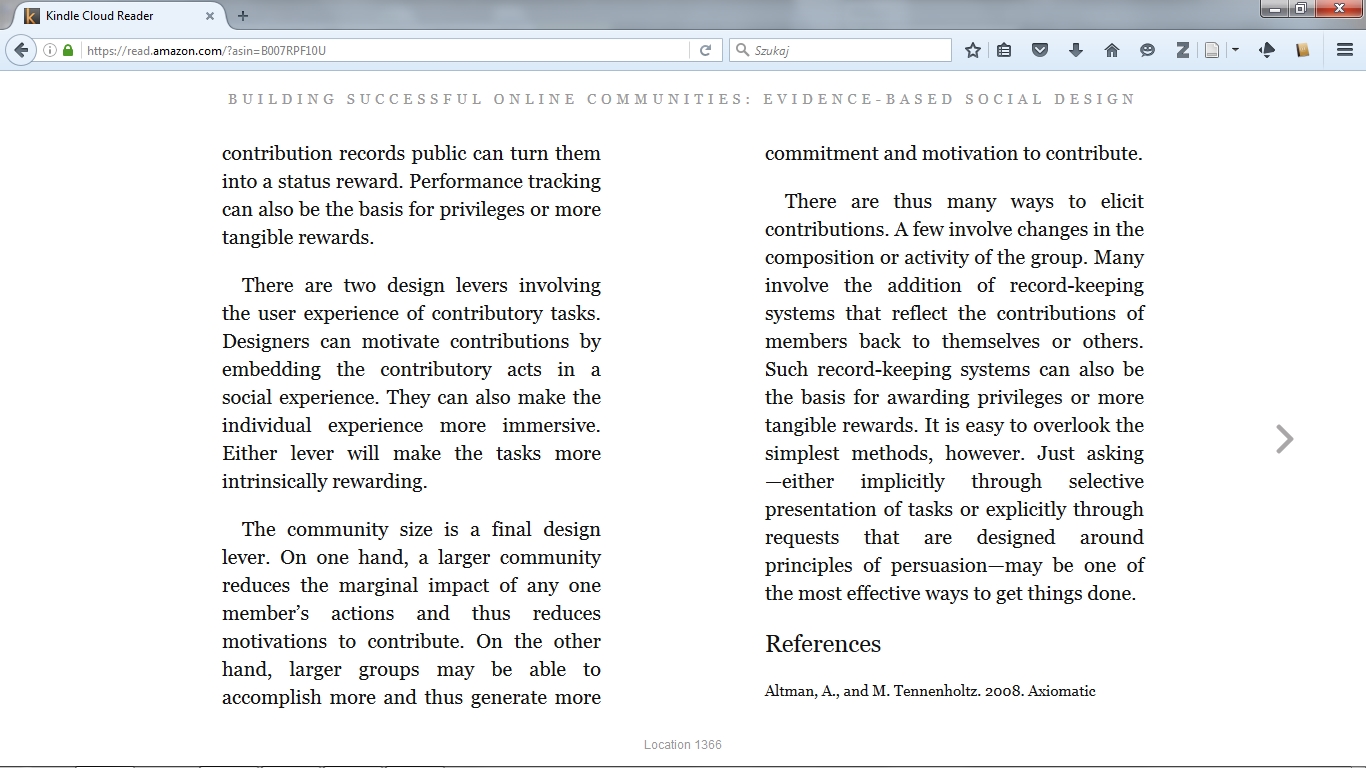 Kindle Cloud Reader
https://read.amazon.com/?asin=B007RPF10U
Szukaj
BUILDING SUCCESSFUL ONLINE COMMUNITIES: EVIDENCE-BASED SOCIAL DESIGN
contribution records public can turn them
into a status reward. Performance tracking
can also be the basis for privileges or more
tangible rewards.
There are two design levers involving
the user experience of contributory tasks.
Designers can motivate contributions by
embedding the contributory acts in a
social experience. They can also make the
individual experience more immersive.
Either lever will make the tasks more
intrinsically rewarding.
The community size is a final design
lever. On one hand, a larger community
reduces the marginal impact of any one
member’s actions and thus reduces
motivations to contribute. On the other
hand, larger groups may be able to
accomplish more and thus generate more
commitment and motivation to contribute.
There are thus many ways to elicit
contributions. A few involve changes in the
composition or activity of the group. Many
involve the addition of record-keeping
systems that reflect the contributions of
members back to themselves or others.
Such record-keeping systems can also be
the basis for awarding privileges or more
tangible rewards. It is easy to overlook the
simplest methods, however. Just asking
—either implicitly through selective
presentation of tasks or explicitly through
requests that are designed around
principles of persuasion—may be one of
the most effective ways to get things done.
References
Altman, A., and M. Tennenholtz. 2008. Axiomatic
Location 1366